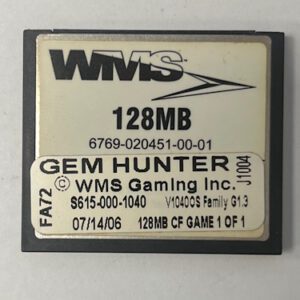 WMS
128MB
6769-020451-00-01
GEM HUNTER
© WMS Gaming Inc.
S615-000-1040 V1040CS Family G1.3
07/14/06 128MB CF GAME 1 OF 1
FA72
J1004